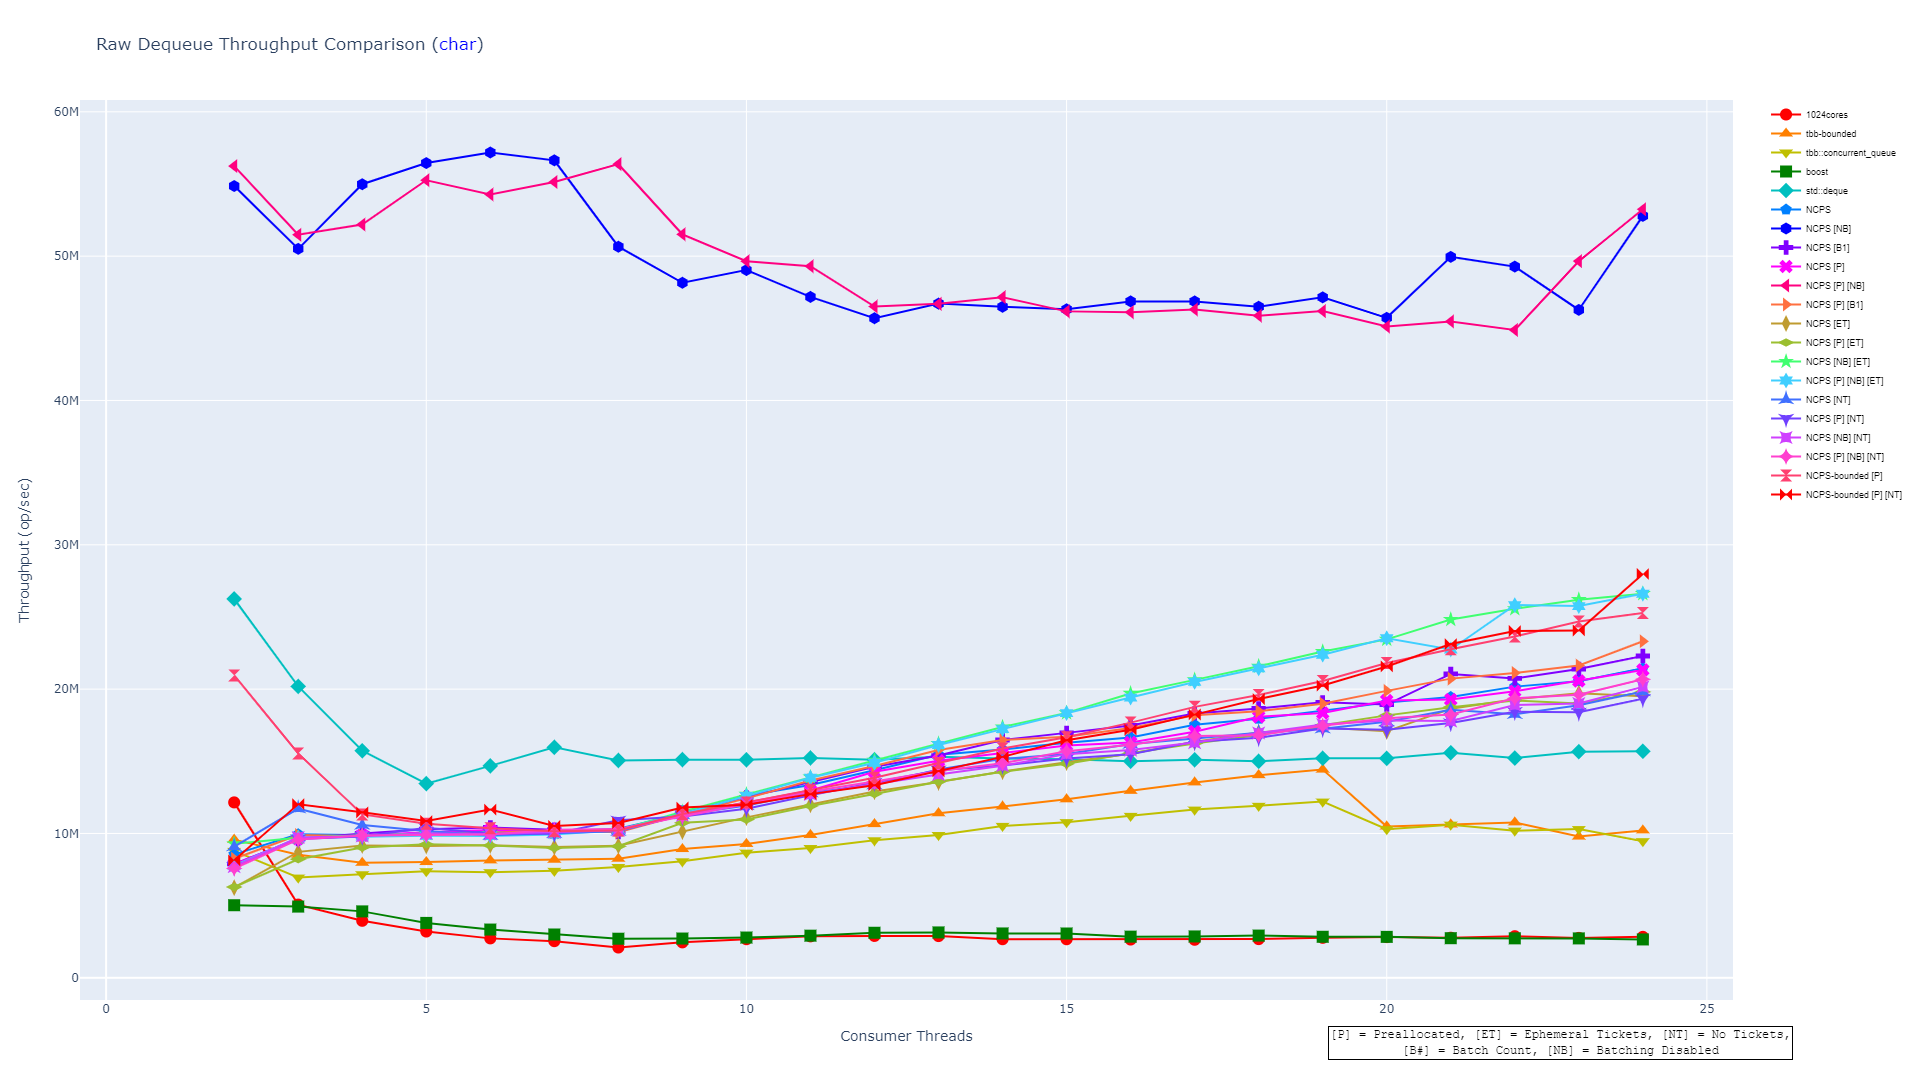 Raw Dequeue Throughput Comparison (char)
60M
50M
40M
30M
20M
10M
0
Throughput (op/sec)
0
5
10
15
20
25
Consumer Threads
1024cores
tbb-bounded
tbb::concurrent_queue
boost
std::deque
NCPS
NCPS [NB]
NCPS [B1]
NCPS [P]
NCPS [P] [NB]
NCPS [P] [B1]
NCPS [ET]
NCPS [P] [ET]
NCPS [NB] [ET]
NCPS [P] [NB] [ET]
NCPS [NT]
NCPS [P] [NT]
NCPS [NB] [NT]
NCPS [P] [NB] [NT]
NCPS-bounded [P]
NCPS-bounded [P] [NT]
[P] = Preallocated, [ET] = Ephemeral Tickets, [NT] = No Tickets,
[B#] = Batch Count, [NB] = Batching Disabled